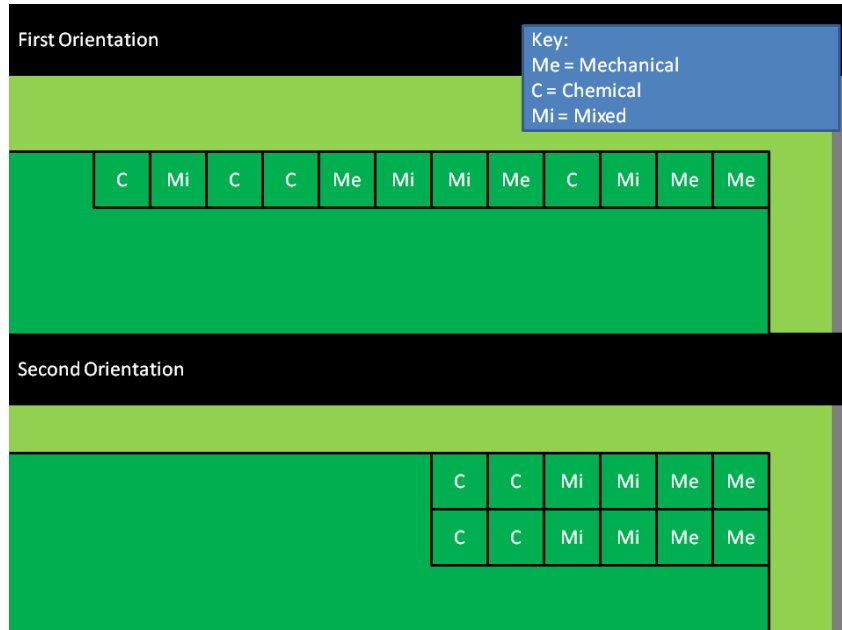 First Orientation
Key:
Me = Mechanical
C = Chemical
Mi = Mixed
C Mi C C Me Mi Mi Me C Mi Me Me
Second Orientation
C C Mi Mi Me Me
C C Mi Mi Me Me